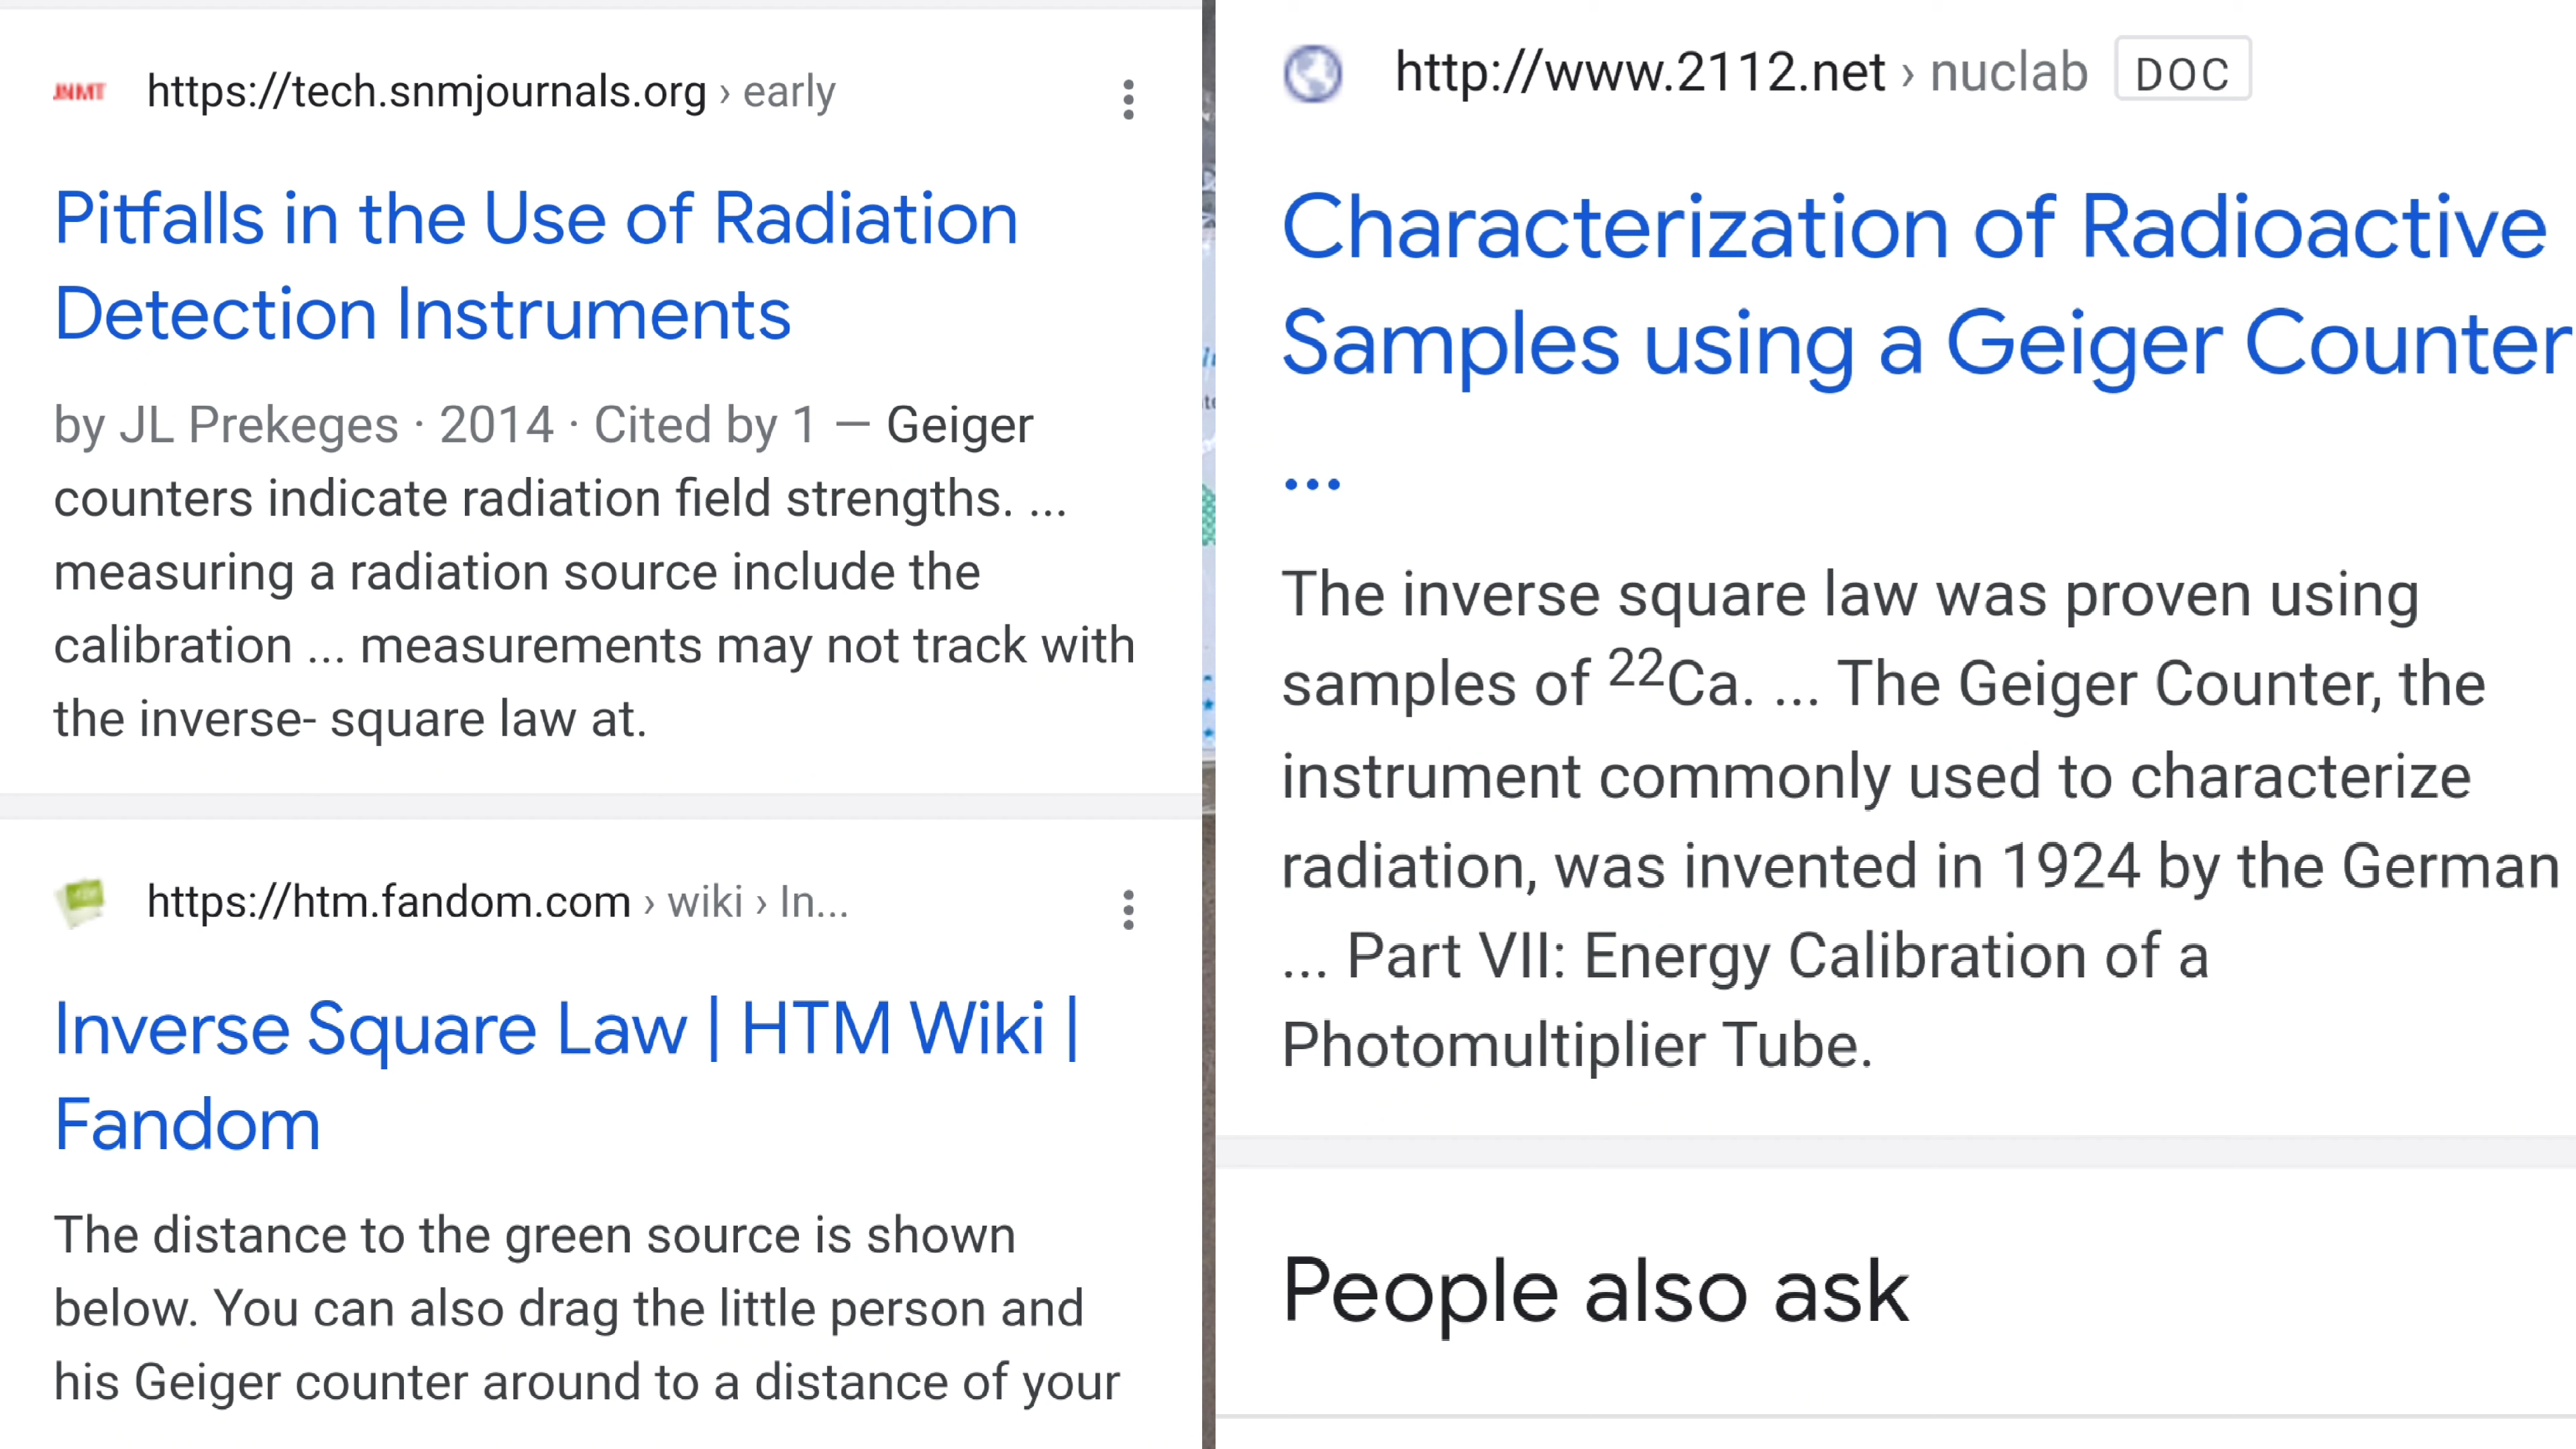 JNMT
https://tech.snmjournals.org › early
Pitfalls in the Use of Radiation
Detection Instruments
by JL Prekeges · 2014 · Cited by 1 — Geiger
counters indicate radiation field strengths. ...
measuring a radiation source include the
calibration ... measurements may not track with
the inverse- square law at.
https://htm.fandom.com › wiki › In...
Inverse Square Law | HTM Wiki |
Fandom
The distance to the green source is shown
below. You can also drag the little person and
his Geiger counter around to a distance of your
http://www.2112.net › nuclab DOC
Characterization of Radioactive
Samples using a Geiger Counter
...
The inverse square law was proven using
samples of ²²Ca. ... The Geiger Counter, the
instrument commonly used to characterize
radiation, was invented in 1924 by the German
... Part VII: Energy Calibration of a
Photomultiplier Tube.
People also ask